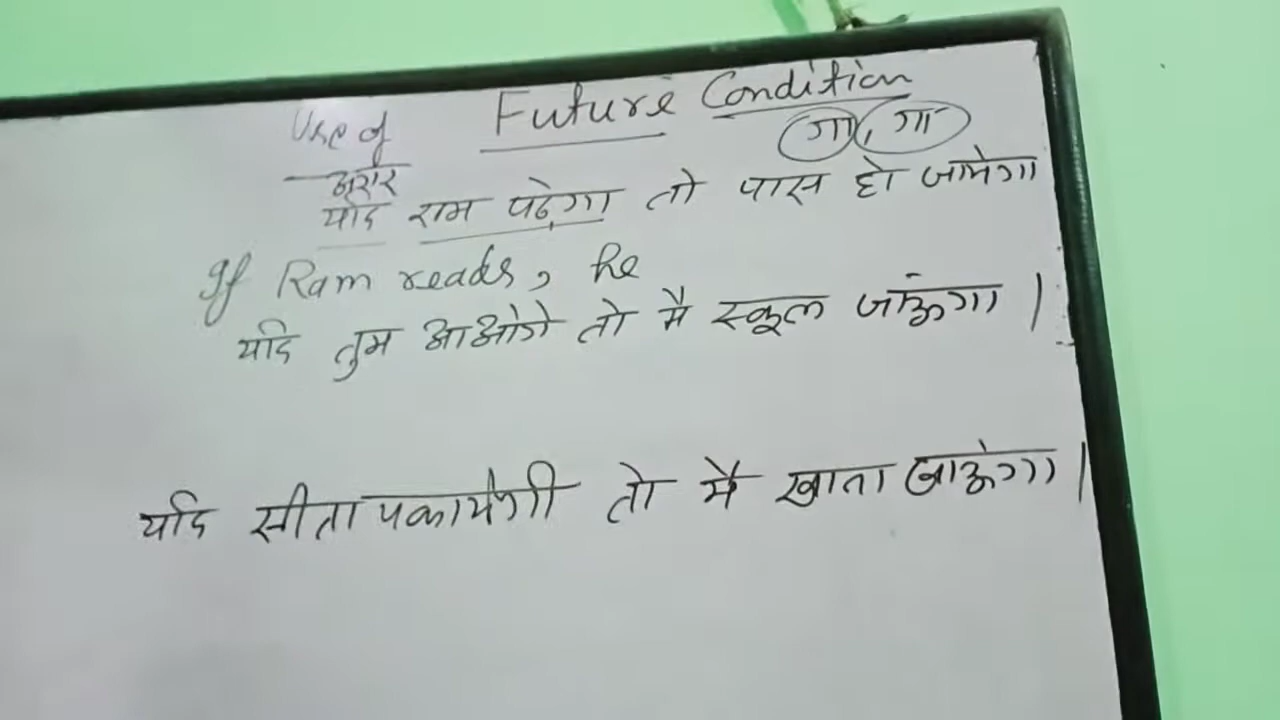 Use of Future Condition
गा, गा
अगर
यदि राम पढ़ेगा तो पास हो जायेगा
If Ram reads, he
यदि तुम आओगे तो मै स्कूल जाऊंगा |
यदि सीता पकायेगी तो मै खाता जाऊंगा |